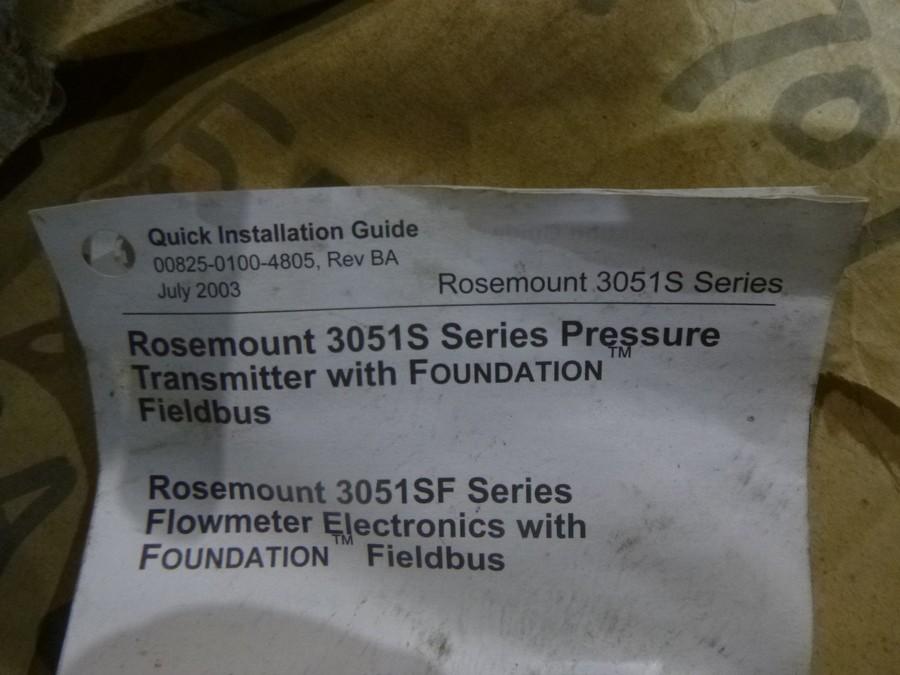 Quick Installation Guide
00825-0100-4805, Rev BA
July 2003
Rosemount 3051S Series
Rosemount 3051S Series Pressure
Transmitter with FOUNDATION™
Fieldbus
Rosemount 3051SF Series
Flowmeter Electronics with
FOUNDATION™ Fieldbus